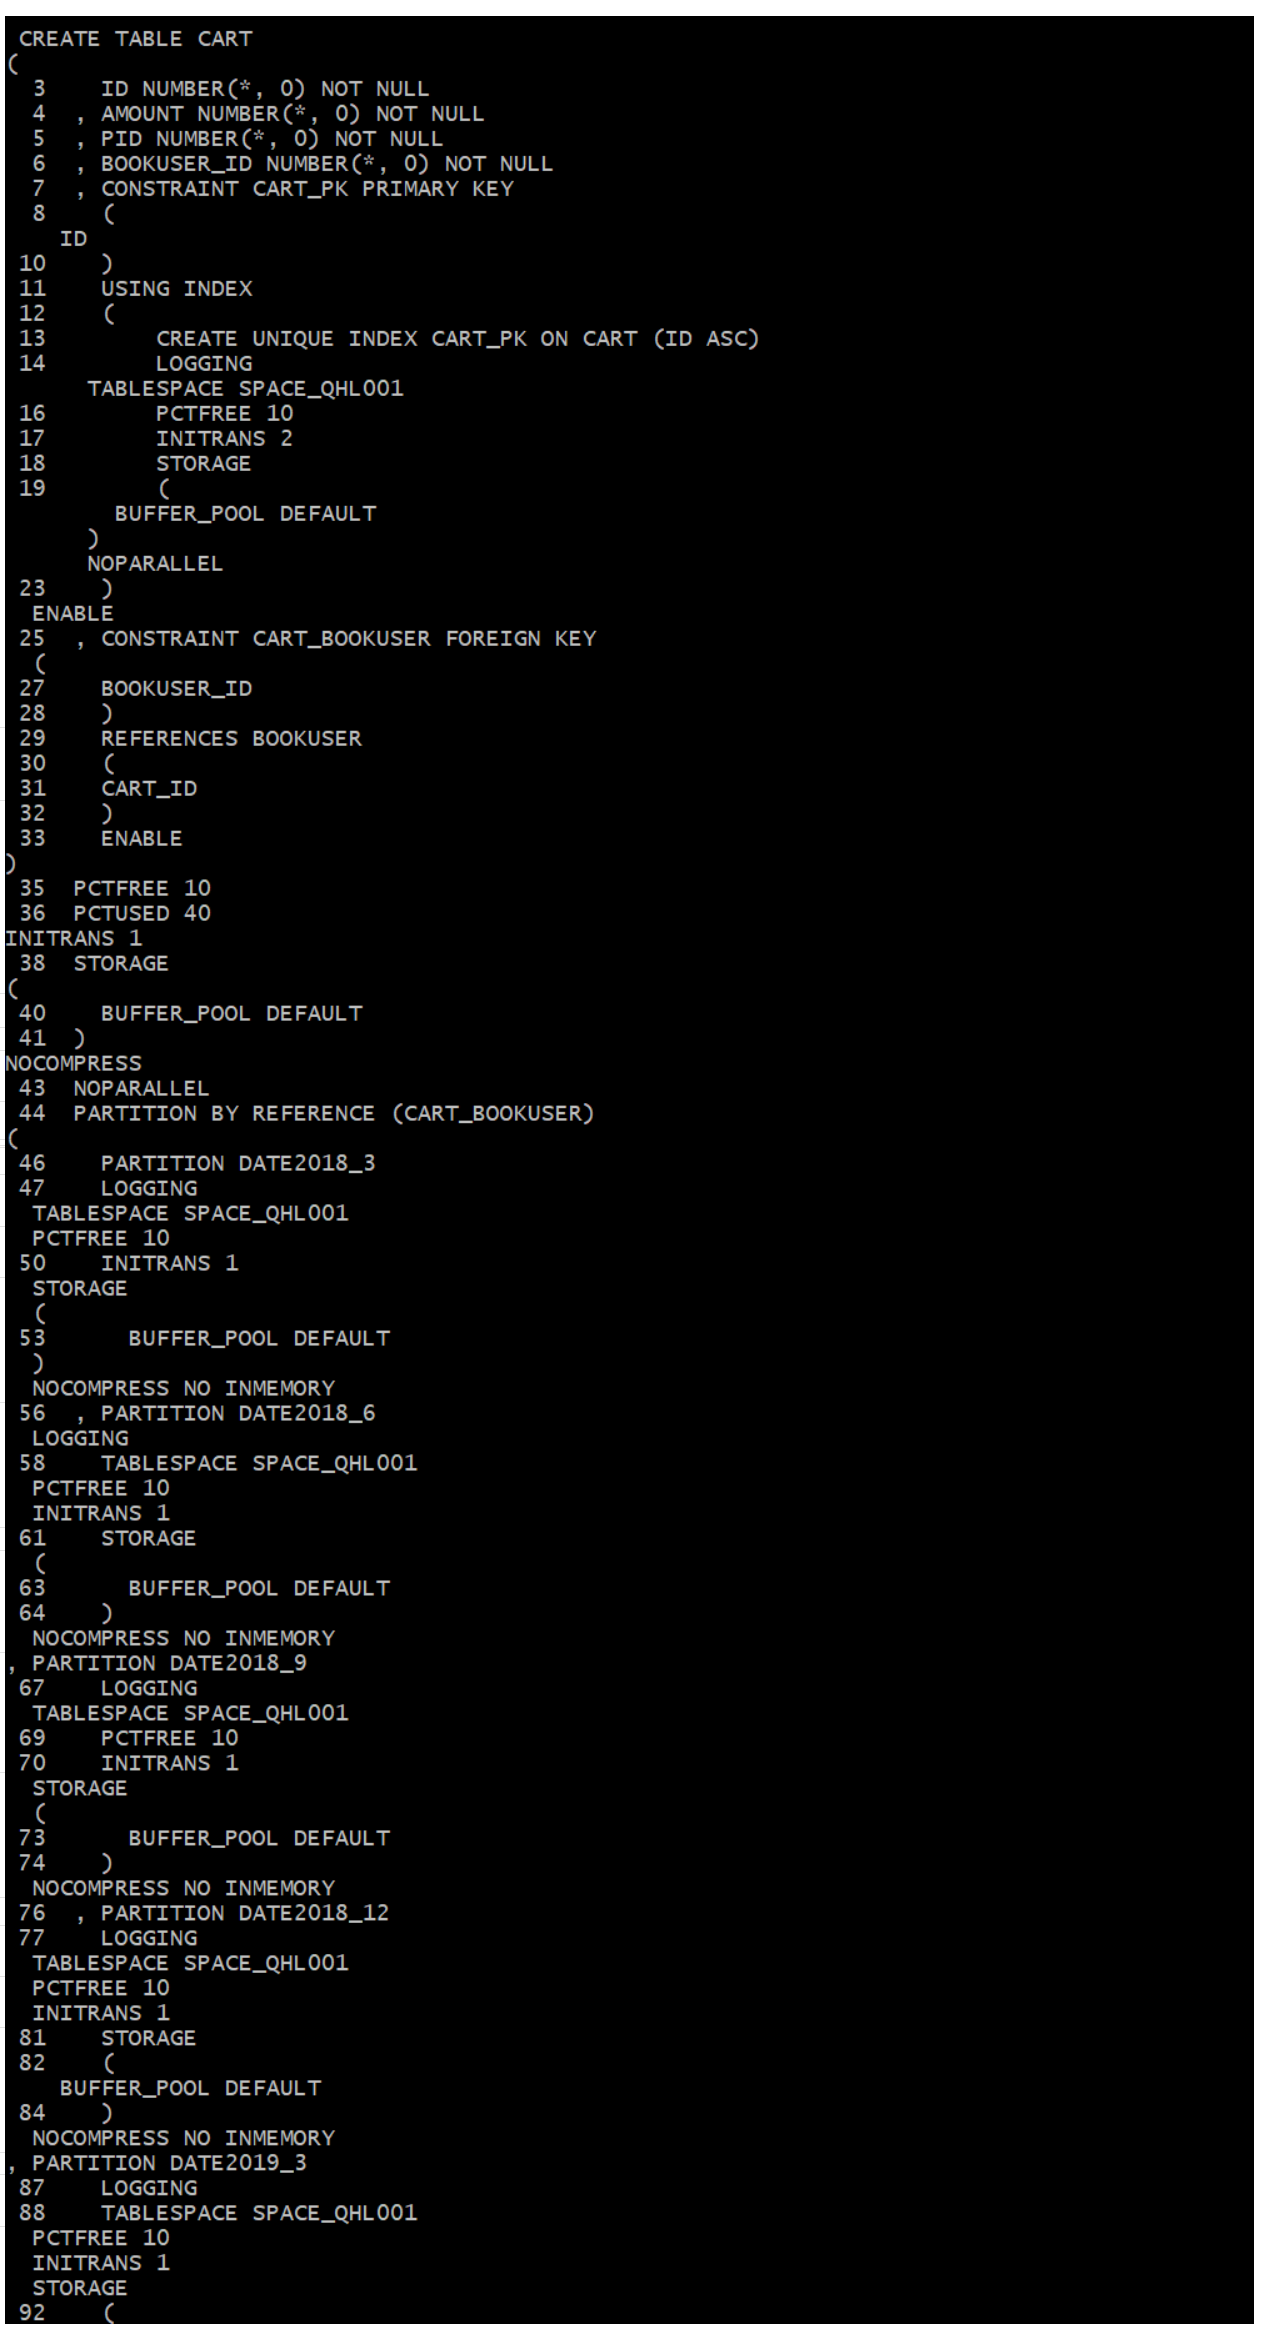 CREATE TABLE CART
(
3 ID NUMBER(*, 0) NOT NULL
4 , AMOUNT NUMBER(*, 0) NOT NULL
5 , PID NUMBER(*, 0) NOT NULL
6 , BOOKUSER_ID NUMBER(*, 0) NOT NULL
7 , CONSTRAINT CART_PK PRIMARY KEY
8 (
ID
10 )
11 USING INDEX
12 (
13 CREATE UNIQUE INDEX CART_PK ON CART (ID ASC)
14 LOGGING
TABLESPACE SPACE_QHL001
16 PCTFREE 10
17 INITRANS 2
18 STORAGE
19 (
BUFFER_POOL DEFAULT
)
NOPARALLEL
23 )
ENABLE
25 , CONSTRAINT CART_BOOKUSER FOREIGN KEY
(
27 BOOKUSER_ID
28 )
29 REFERENCES BOOKUSER
30 (
31 CART_ID
32 )
33 ENABLE
)
35 PCTFREE 10
36 PCTUSED 40
INITRANS 1
38 STORAGE
(
40 BUFFER_POOL DEFAULT
41 )
NOCOMPRESS
43 NOPARALLEL
44 PARTITION BY REFERENCE (CART_BOOKUSER)
(
46 PARTITION DATE2018_3
47 LOGGING
TABLESPACE SPACE_QHL001
PCTFREE 10
50 INITRANS 1
STORAGE
(
53 BUFFER_POOL DEFAULT
)
NOCOMPRESS NO INMEMORY
56 , PARTITION DATE2018_6
LOGGING
58 TABLESPACE SPACE_QHL001
PCTFREE 10
INITRANS 1
61 STORAGE
(
63 BUFFER_POOL DEFAULT
64 )
NOCOMPRESS NO INMEMORY
, PARTITION DATE2018_9
67 LOGGING
TABLESPACE SPACE_QHL001
69 PCTFREE 10
70 INITRANS 1
STORAGE
(
73 BUFFER_POOL DEFAULT
74 )
NOCOMPRESS NO INMEMORY
76 , PARTITION DATE2018_12
77 LOGGING
TABLESPACE SPACE_QHL001
PCTFREE 10
INITRANS 1
81 STORAGE
82 (
BUFFER_POOL DEFAULT
84 )
NOCOMPRESS NO INMEMORY
, PARTITION DATE2019_3
87 LOGGING
88 TABLESPACE SPACE_QHL001
PCTFREE 10
INITRANS 1
STORAGE
92 (